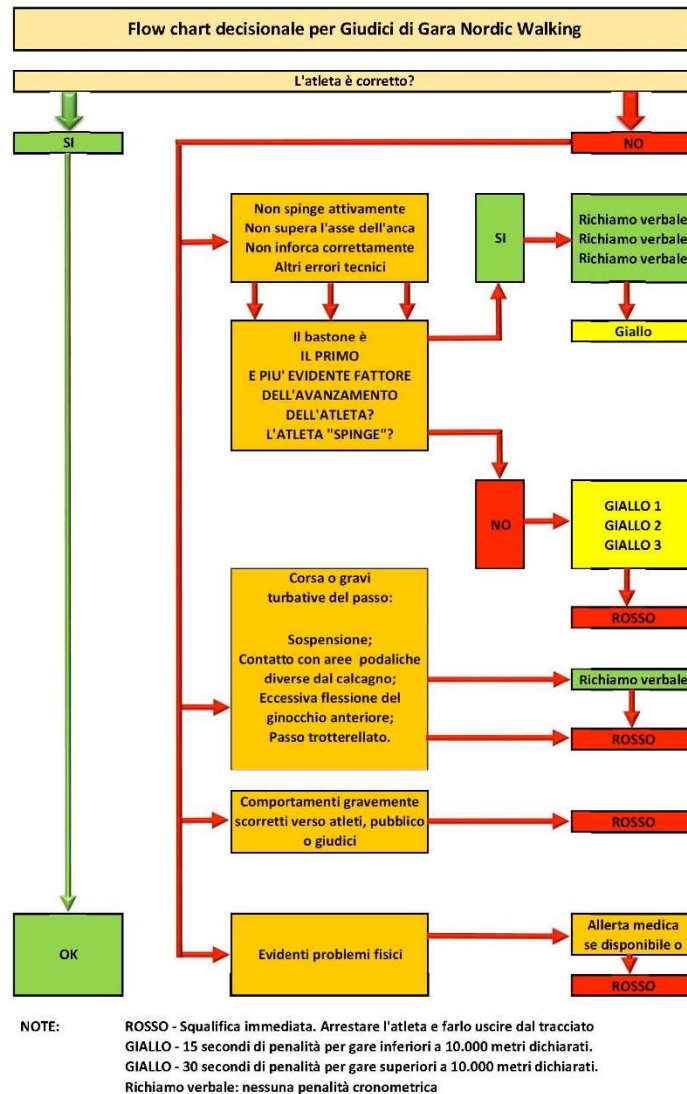 Flow chart decisionale per Giudici di Gara Nordic Walking
L'atleta è corretto?
SI
NO
Non spinge attivamente
Non supera l'asse dell'anca
Non inforca correttamente
Altri errori tecnici
SI
Richiamo verbale
Richiamo verbale
Richiamo verbale
Giallo
Il bastone è
IL PRIMO
E PIU' EVIDENTE FATTORE
DELL'AVANZAMENTO
DELL'ATLETA?
L'ATLETA "SPINGE"?
NO
GIALLO 1
GIALLO 2
GIALLO 3
ROSSO
Corsa o gravi
turbative del passo:
Sospensione;
Contatto con aree podaliche
diverse dal calcagno;
Eccessiva flessione del
ginocchio anteriore;
Passo trotterellato.
Richiamo verbale
ROSSO
Comportamenti gravemente
scorretti verso atleti, pubblico
o giudici
ROSSO
OK
Evidenti problemi fisici
Allerta medica
se disponibile o
ROSSO
NOTE:
ROSSO - Squalifica immediata. Arrestare l'atleta e farlo uscire dal tracciato
GIALLO - 15 secondi di penalità per gare inferiori a 10.000 metri dichiarati.
GIALLO - 30 secondi di penalità per gare superiori a 10.000 metri dichiarati.
Richiamo verbale: nessuna penalità cronometrica